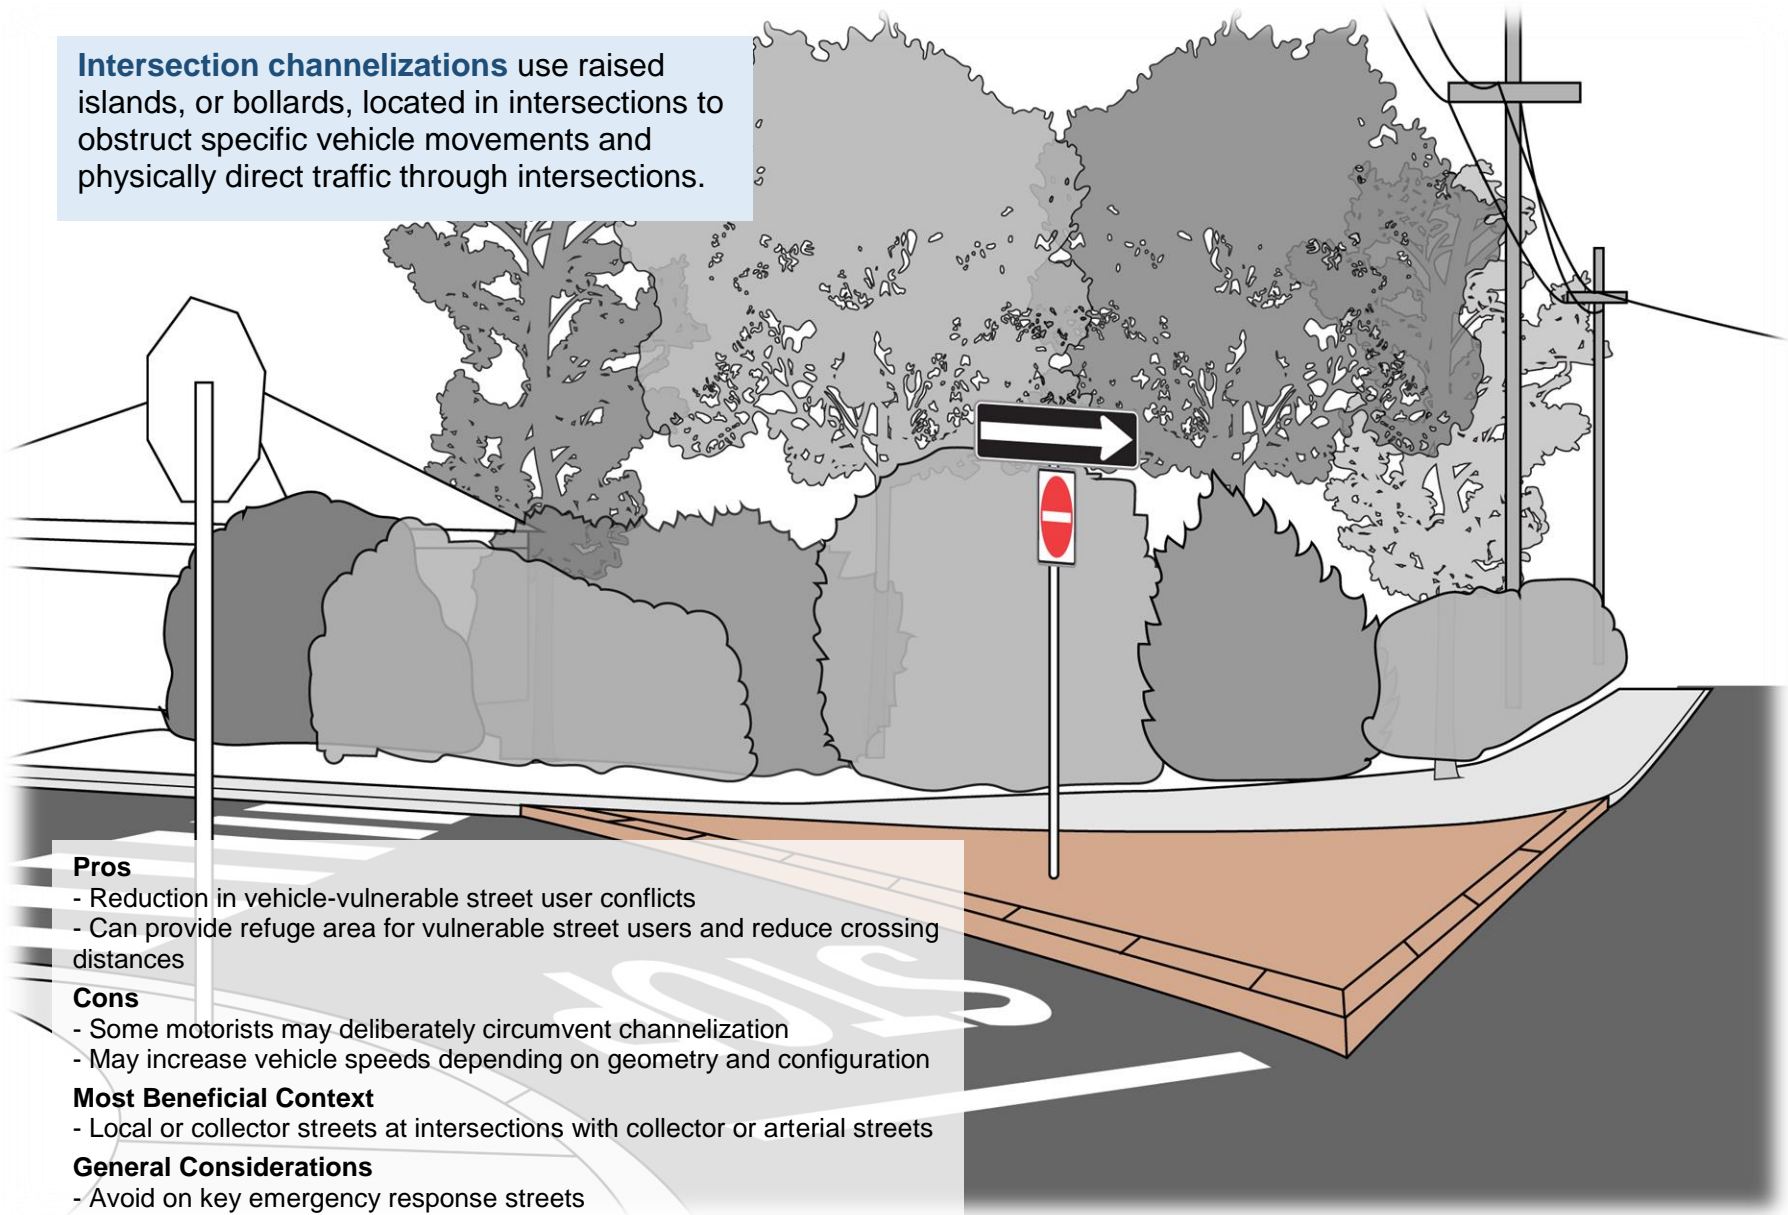 Intersection channelizations use raised
islands, or bollards, located in intersections to
obstruct specific vehicle movements and
physically direct traffic through intersections.
Pros
- Reduction in vehicle-vulnerable street user conflicts
- Can provide refuge area for vulnerable street users and reduce crossing
distances
Cons
- Some motorists may deliberately circumvent channelization
- May increase vehicle speeds depending on geometry and configuration
Most Beneficial Context
- Local or collector streets at intersections with collector or arterial streets
General Considerations
- Avoid on key emergency response streets
STOP